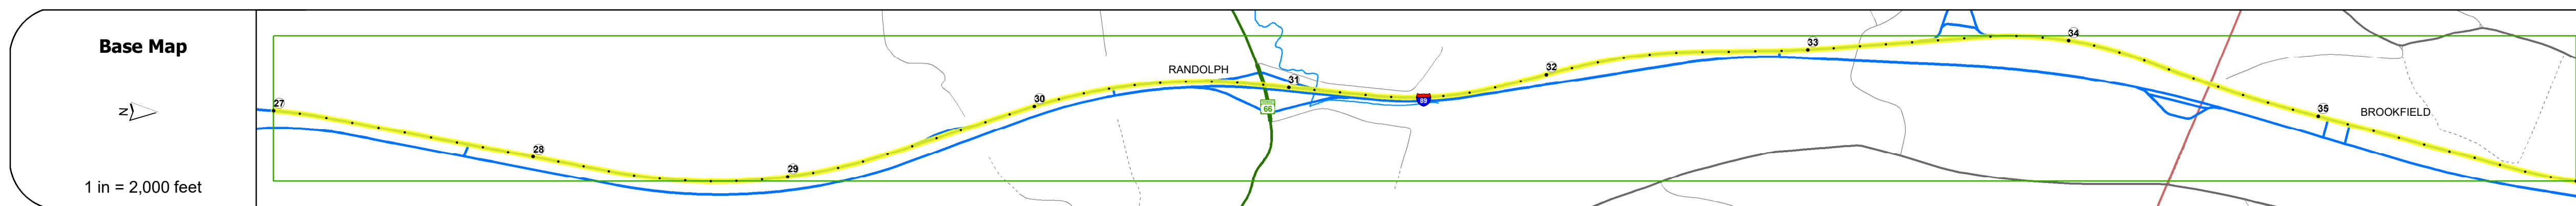 Base Map
N
1 in = 2,000 feet
27
28
29
30
RANDOLPH
31
66
89
32
33
34
35
BROOKFIELD